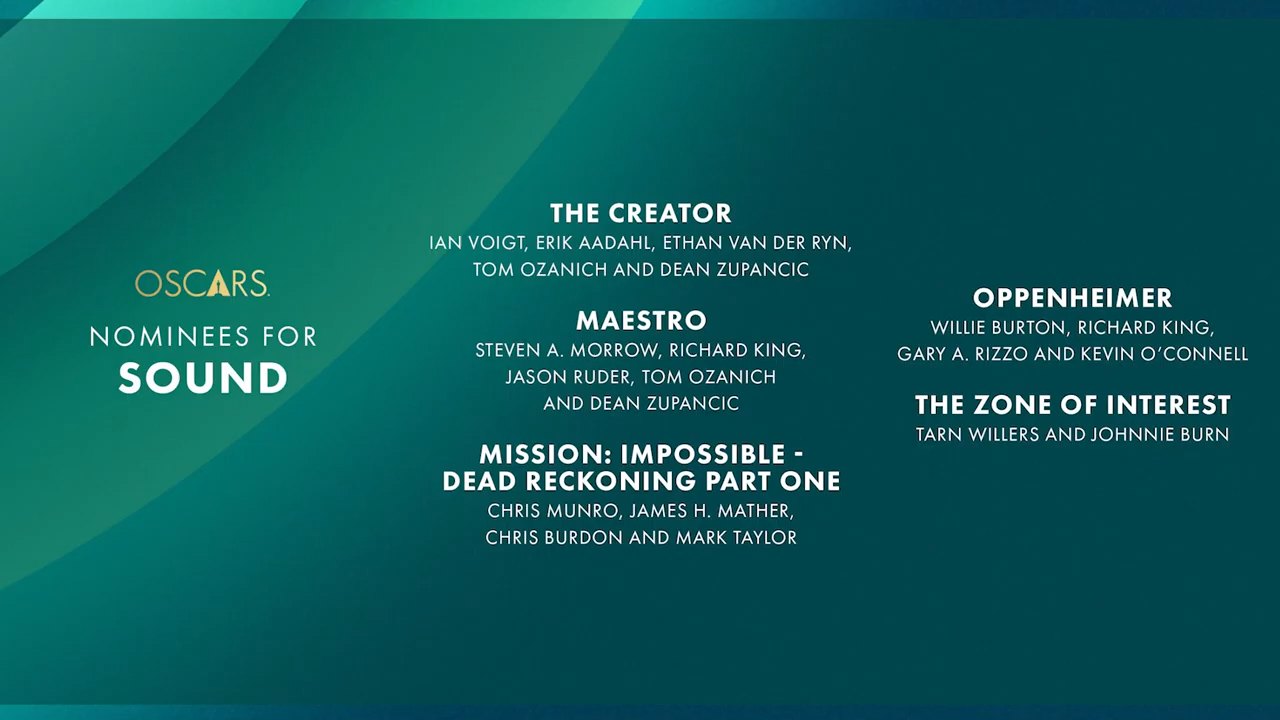 OSCARS.
NOMINEES FOR
SOUND
THE CREATOR
IAN VOIGT, ERIK AADAHL, ETHAN VAN DER RYN,
TOM OZANICH AND DEAN ZUPANCIC
MAESTRO
STEVEN A. MORROW, RICHARD KING,
JASON RUDER, TOM OZANICH
AND DEAN ZUPANCIC
MISSION: IMPOSSIBLE -
DEAD RECKONING PART ONE
CHRIS MUNRO, JAMES H. MATHER,
CHRIS BURDON AND MARK TAYLOR
OPPENHEIMER
WILLIE BURTON, RICHARD KING,
GARY A. RIZZO AND KEVIN O’CONNELL
THE ZONE OF INTEREST
TARN WILLERS AND JOHNNIE BURN